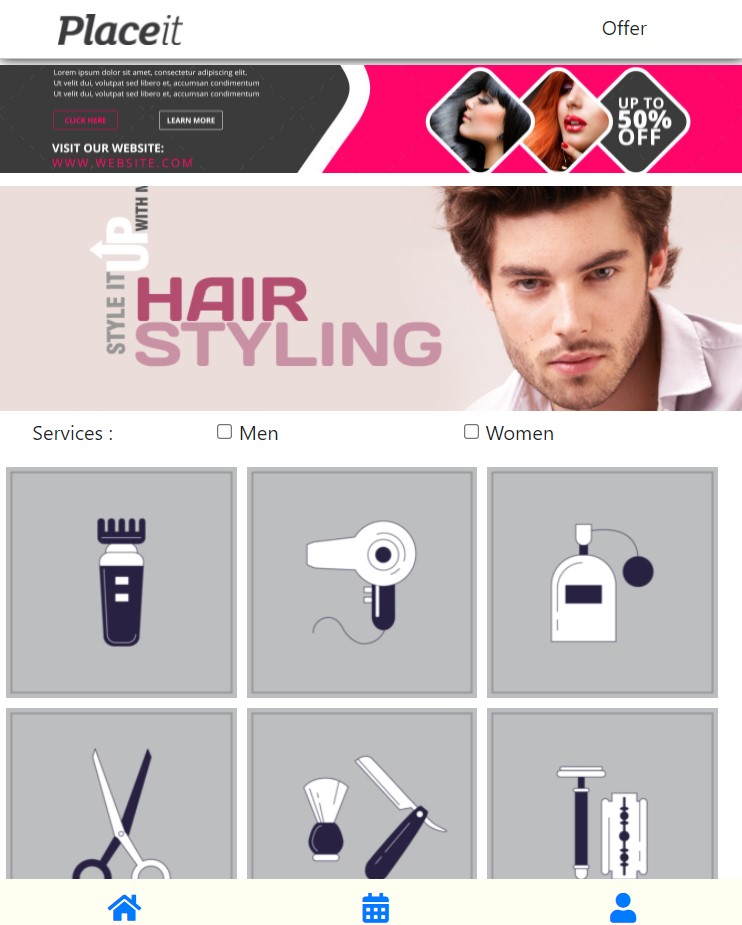 Placeit
Offer
Lorem ipsum dolor sit amet, consectetur adipiscing elit.
Ut velit dui, volutpat sed libero et, accumsan condimentum
Ut velit dui, volutpat sed libero et, accumsan condimentum
CLICK HERE
LEARN MORE
VISIT OUR WEBSITE:
WWW.WEBSITE.COM
UP TO
50%
OFF
STYLE IT
UP
WITH
HAIR
STYLING
Services :
Men
Women